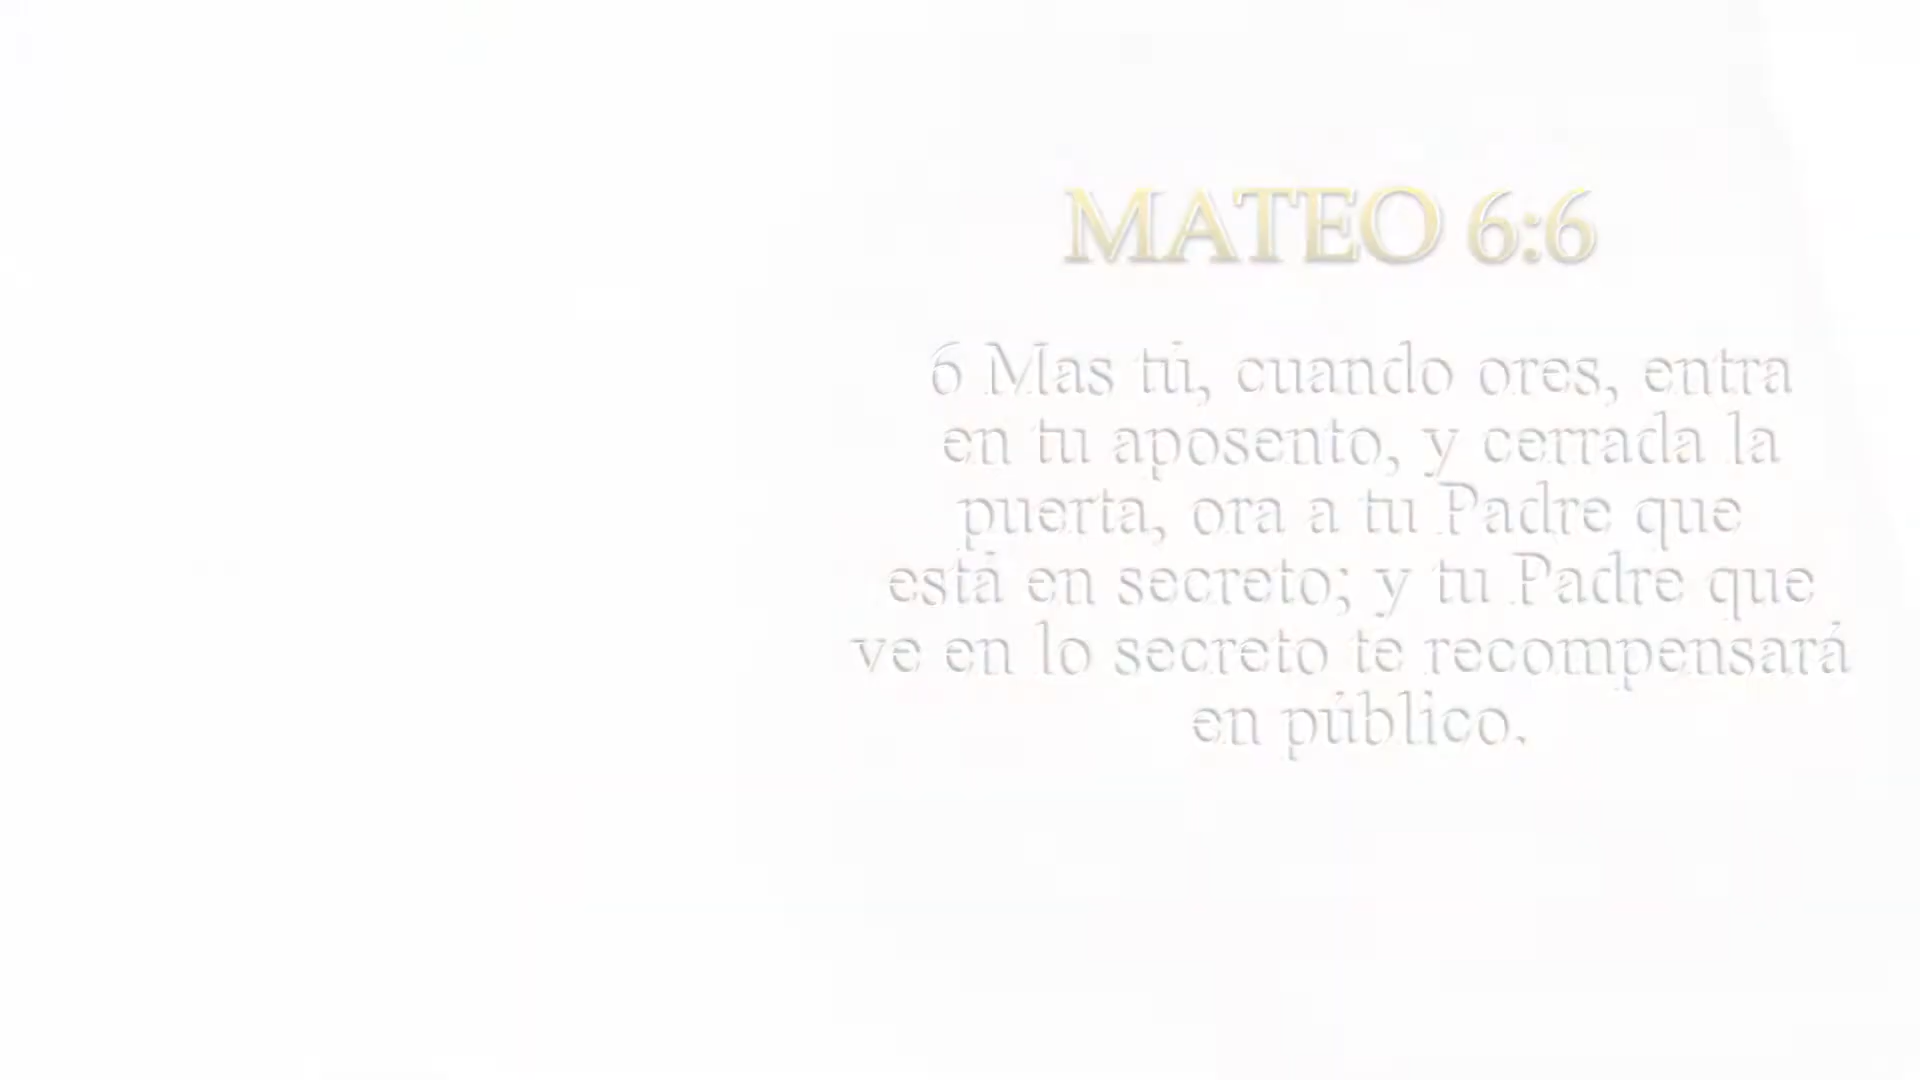 MATEO 6:6
6 Mas tú, cuando ores, entra
en tu aposento, y cerrada la
puerta, ora a tu Padre que
está en secreto; y tu Padre que
ve en lo secreto te recompensará
en público.